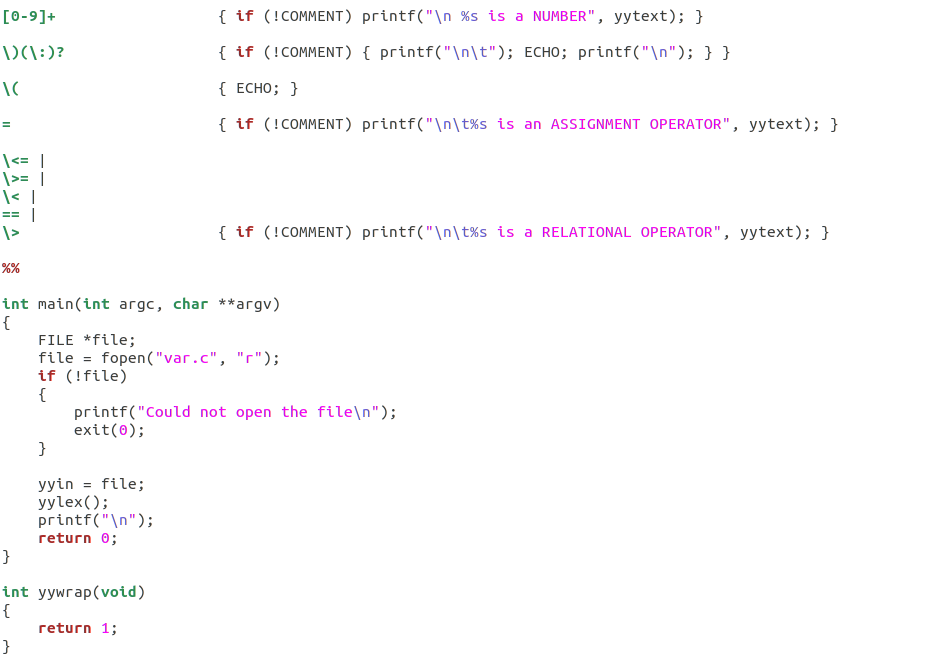 [0-9]+ { if (!COMMENT) printf("\n %s is a NUMBER", yytext); }
\)(\:)? { if (!COMMENT) { printf("\n\t"); ECHO; printf("\n"); } }
\( { ECHO; }
= { if (!COMMENT) printf("\n\t%s is an ASSIGNMENT OPERATOR", yytext); }
\<= |
\>= |
\< |
== |
\> { if (!COMMENT) printf("\n\t%s is a RELATIONAL OPERATOR", yytext); }
%%
int main(int argc, char **argv)
{
    FILE *file;
    file = fopen("var.c", "r");
    if (!file)
    {
        printf("Could not open the file\n");
        exit(0);
    }
    yyin = file;
    yylex();
    printf("\n");
    return 0;
}
int yywrap(void)
{
    return 1;
}